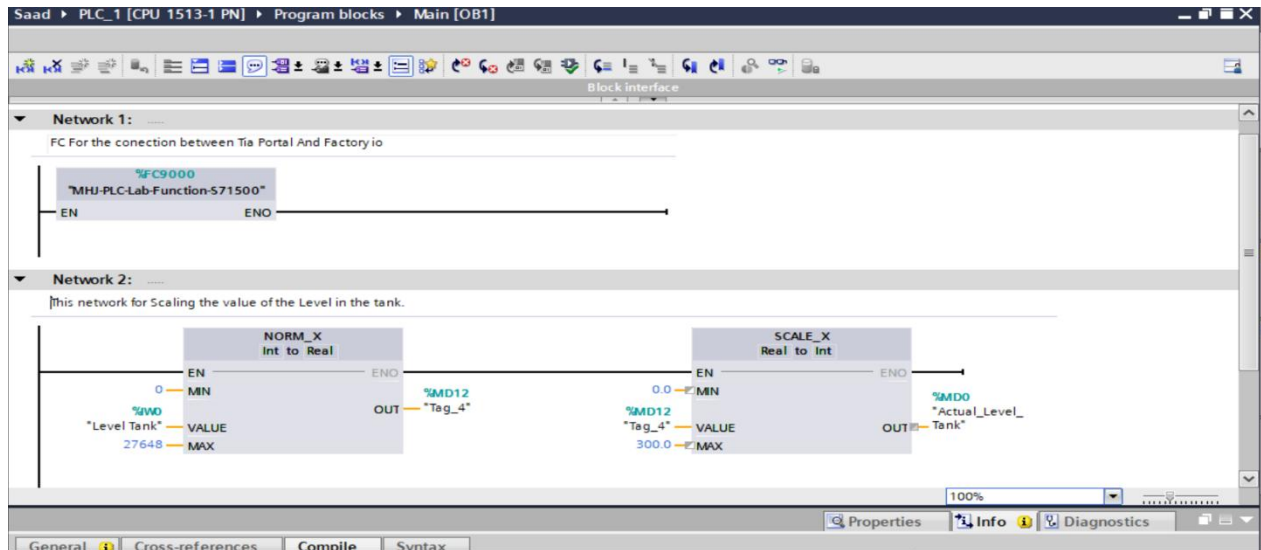 Saad ▸ PLC_1 [CPU 1513-1 PN] ▸ Program blocks ▸ Main [OB1]
Block interface
Network 1: .....
FC For the conection between Tia Portal And Factory io
%FC9000
"MHJ-PLC-Lab-Function-S71500"
EN ENO
Network 2: .....
This network for Scaling the value of the Level in the tank.
NORM_X
Int to Real
EN ENO
0 MIN
%IW0
"Level Tank" VALUE
27648 MAX
%MD12
OUT "Tag_4"
SCALE_X
Real to Int
EN ENO
0.0 MIN
%MD12
"Tag_4" VALUE
300.0 MAX
%MD0
"Actual_Level_
OUT Tank"
100%
Properties Info Diagnostics
General Cross-references Compile Syntax